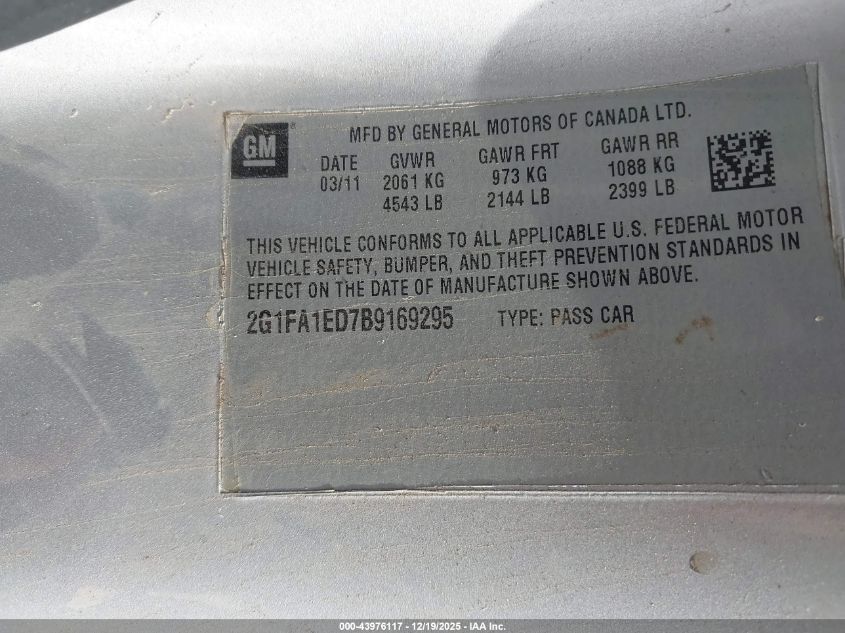 GM ®
MFD BY GENERAL MOTORS OF CANADA LTD.
DATE GVWR GAWR FRT GAWR RR
03/11 2061 KG 973 KG 1088 KG
4543 LB 2144 LB 2399 LB
THIS VEHICLE CONFORMS TO ALL APPLICABLE U.S. FEDERAL MOTOR
VEHICLE SAFETY, BUMPER, AND THEFT PREVENTION STANDARDS IN
EFFECT ON THE DATE OF MANUFACTURE SHOWN ABOVE.
2G1FA1ED7B9169295 TYPE: PASS CAR
000-43976117 - 12/19/2025 - IAA Inc.